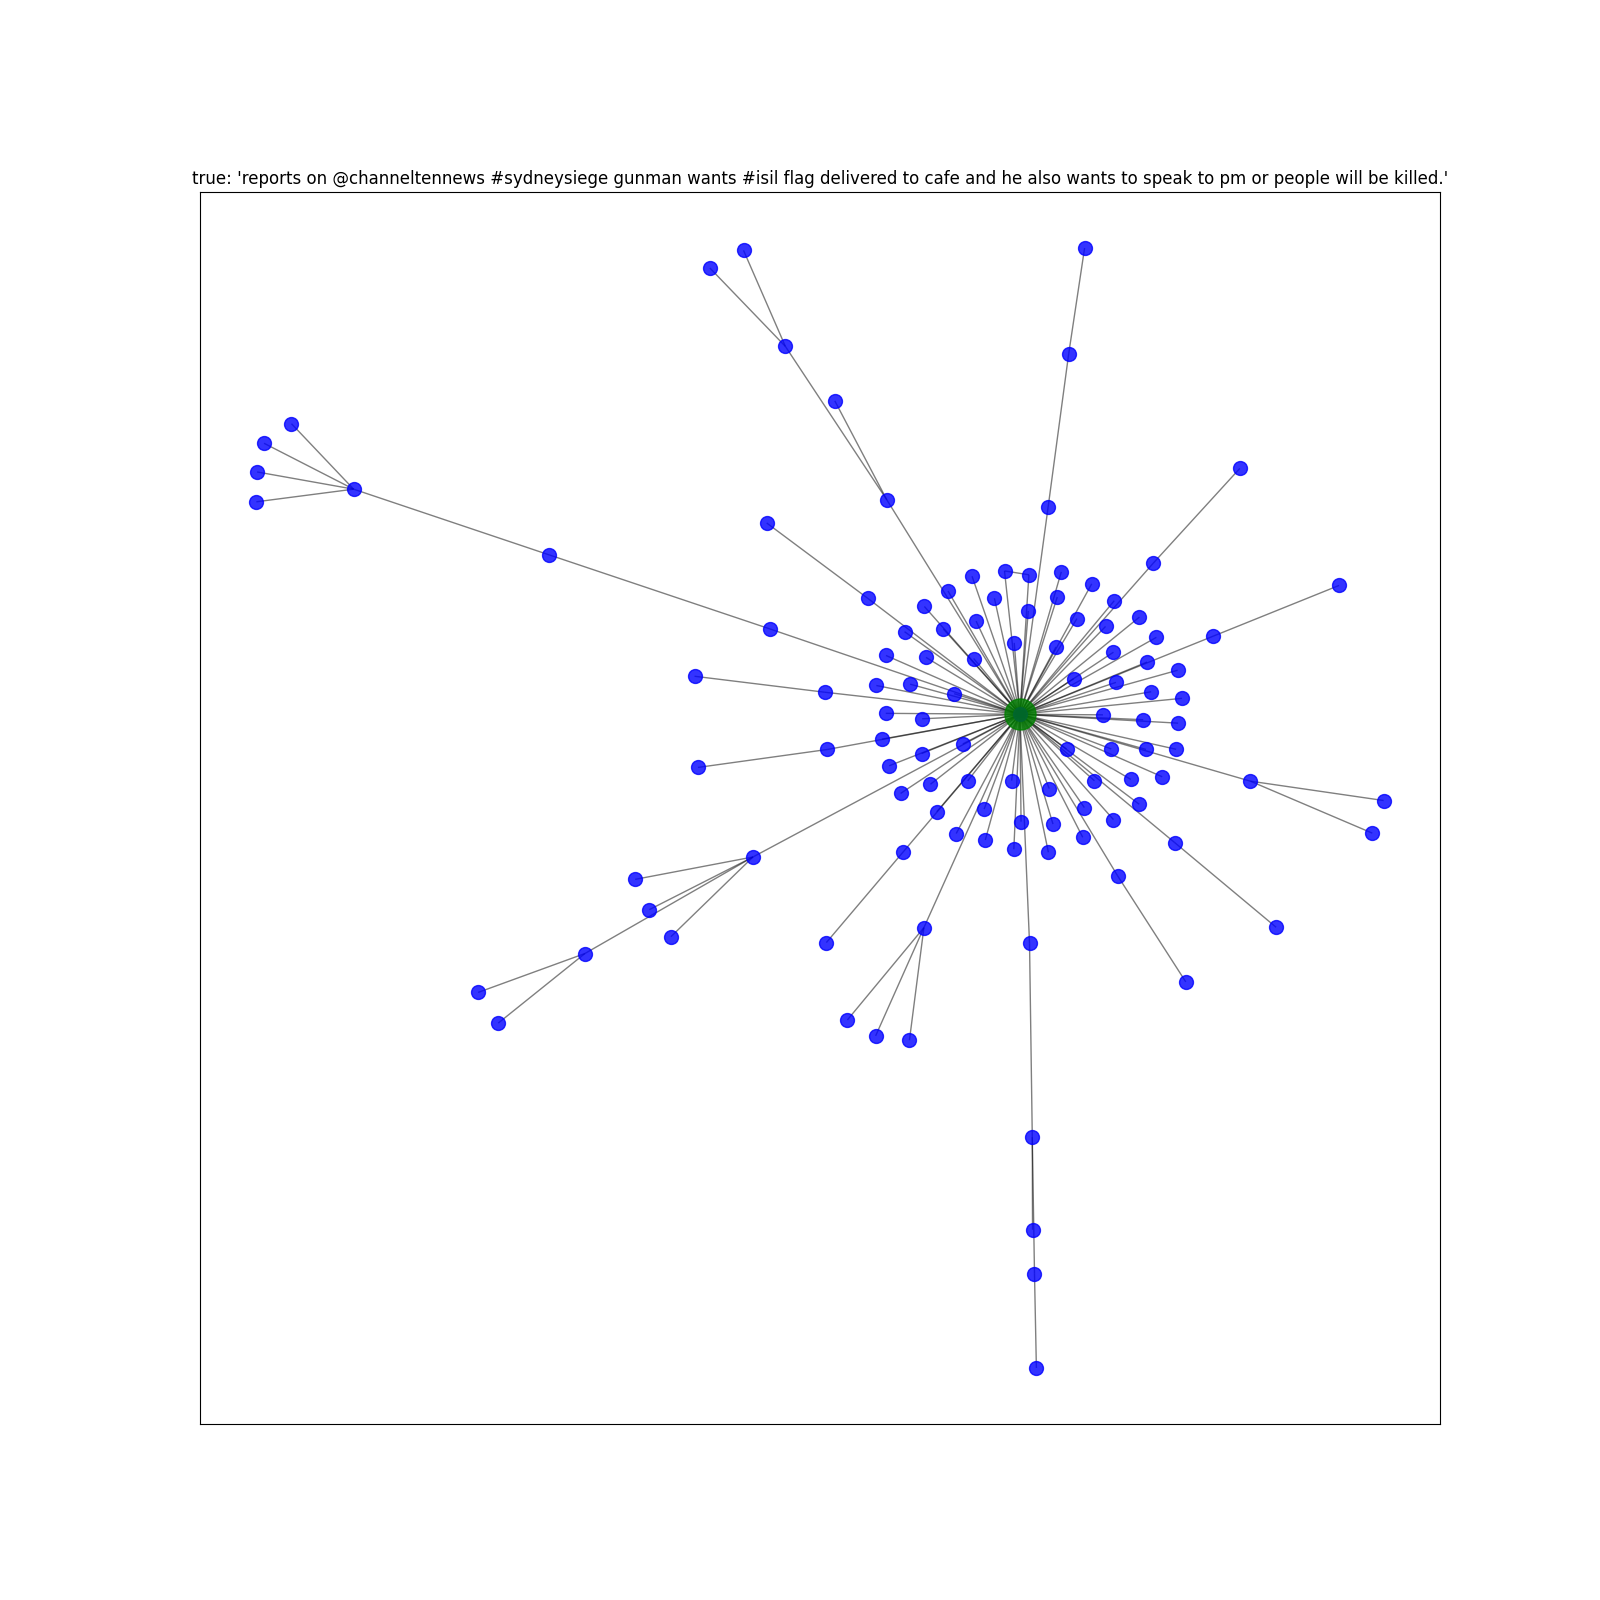 true: 'reports on @channeltennews #sydneysiege gunman wants #isil flag delivered to cafe and he also wants to speak to pm or people will be killed.'